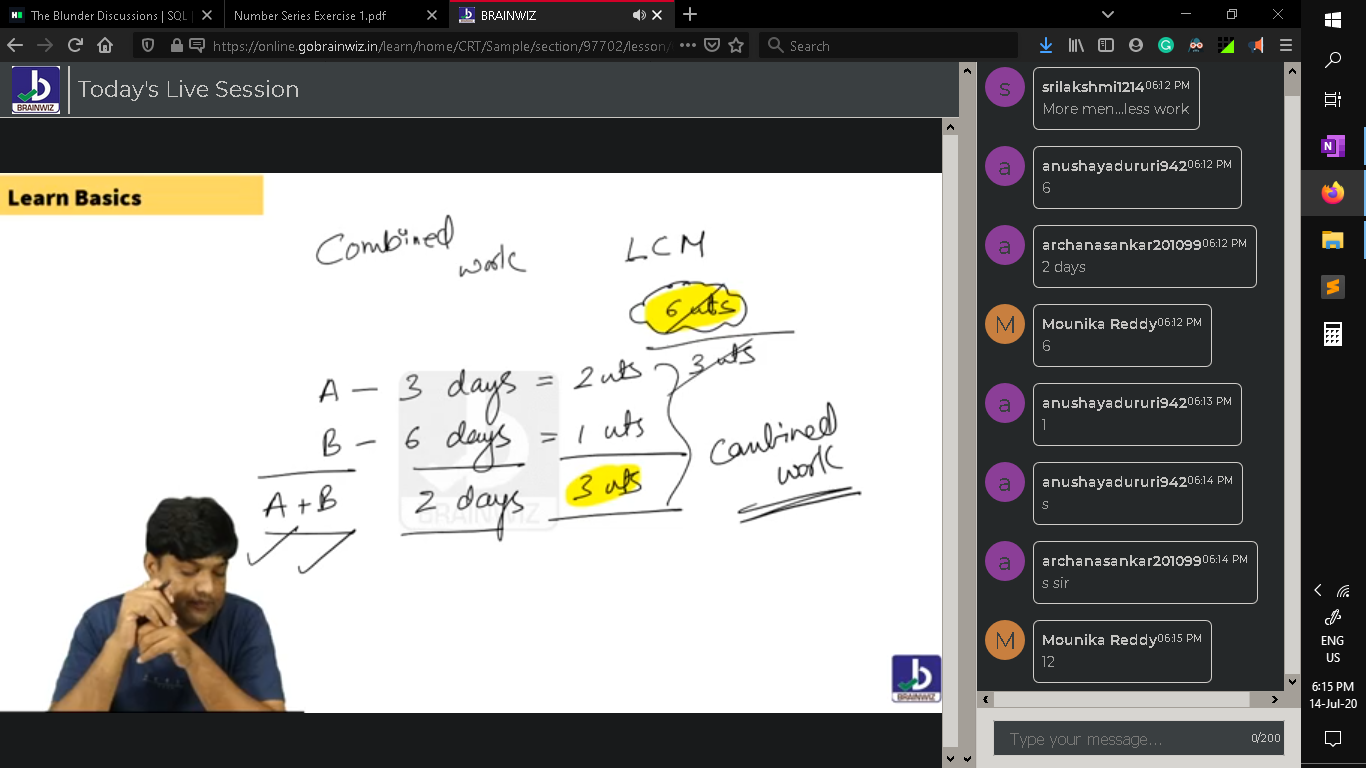 The Blunder Discussions | SQL |
Number Series Exercise 1.pdf
BRAINWIZ
https://online.gobrainwiz.in/learn/home/CRT/Sample/section/97702/lesson/
Search
BRAINWIZ
Today's Live Session
Learn Basics
Combined work
LCM
6 uts
3 uts
A - 3 days = 2 uts
B - 6 days = 1 uts
A+B 2 days 3 uts
Combined work
BRAINWIZ
BRAINWIZ
s
srilakshmi1214 06:12 PM
More men...less work
a
anushayadururi942 06:12 PM
6
a
archanasankar201099 06:12 PM
2 days
M
Mounika Reddy 06:12 PM
6
a
anushayadururi942 06:13 PM
1
a
anushayadururi942 06:14 PM
s
a
archanasankar201099 06:14 PM
s sir
M
Mounika Reddy 06:15 PM
12
Type your message...
0/200
ENG
US
6:15 PM
14-Jul-20